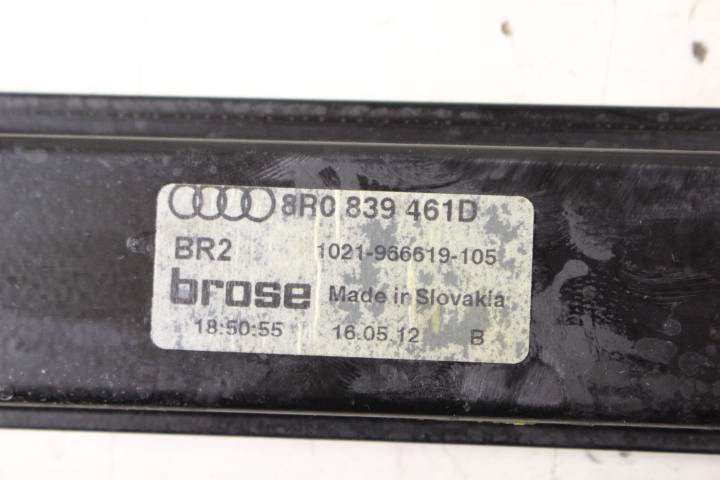 8R0 839 461D
BR2 1021-966619-105
brose Made in Slovakia
18:50:55 16.05.12 B